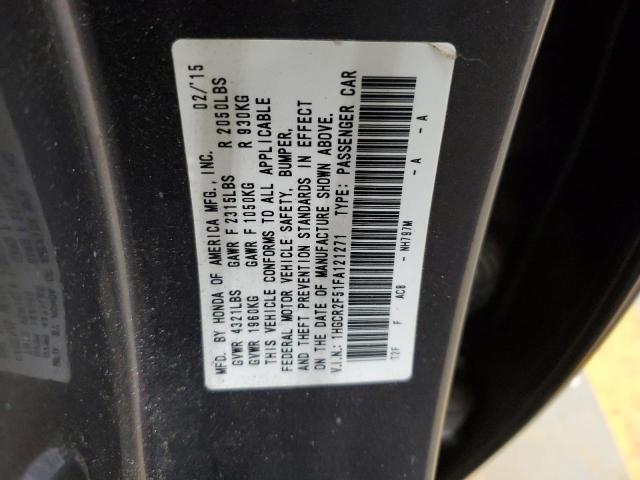 MFD. BY HONDA OF AMERICA MFG., INC. 02/'15
GVWR 4321LBS GAWR F 2315LBS R 2050LBS
GVWR 1960KG GAWR F 1050KG R 930KG
THIS VEHICLE CONFORMS TO ALL APPLICABLE
FEDERAL MOTOR VEHICLE SAFETY, BUMPER,
AND THEFT PREVENTION STANDARDS IN EFFECT
ON THE DATE OF MANUFACTURE SHOWN ABOVE.
V.I.N.: 1HGCR2F51FA121271 TYPE: PASSENGER CAR
T2F F AC8 - NH797M - A - A